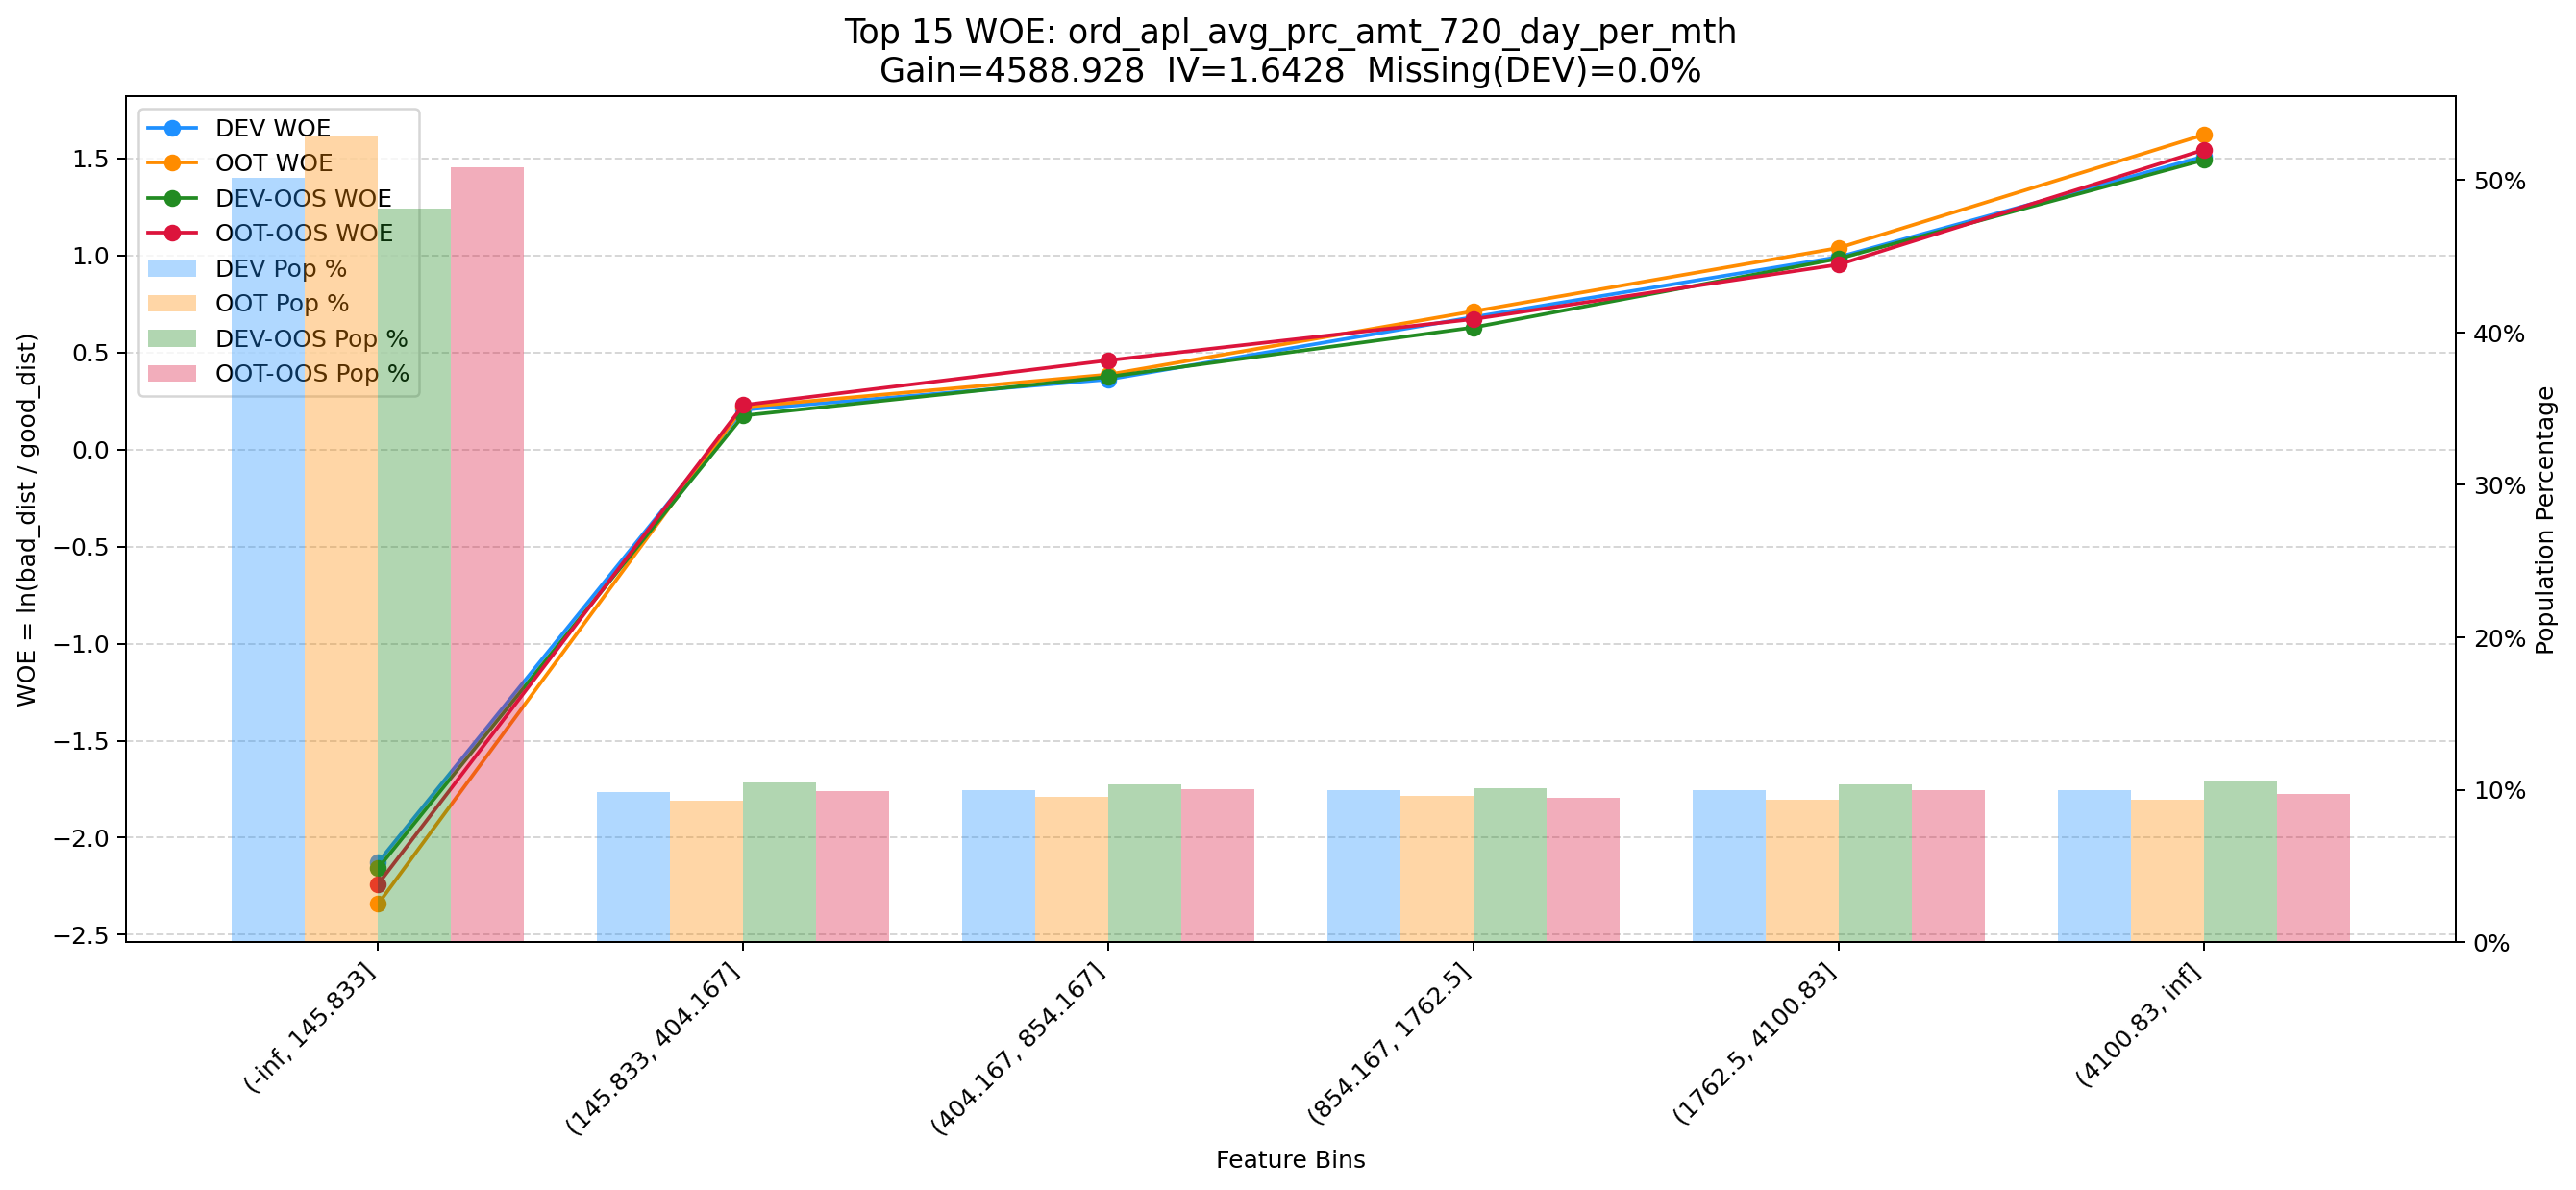 Top 15 WOE: ord_apl_avg_prc_amt_720_day_per_mth
Gain=4588.928  IV=1.6428  Missing(DEV)=0.0%
DEV WOE
OOT WOE
DEV-OOS WOE
OOT-OOS WOE
DEV Pop %
OOT Pop %
DEV-OOS Pop %
OOT-OOS Pop %
WOE = ln(bad_dist / good_dist)
1.5
1.0
0.5
0.0
−0.5
−1.0
−1.5
−2.0
−2.5
50%
40%
30%
20%
10%
0%
Population Percentage
(-inf, 145.833]
(145.833, 404.167]
(404.167, 854.167]
(854.167, 1762.5]
(1762.5, 4100.83]
(4100.83, inf]
Feature Bins